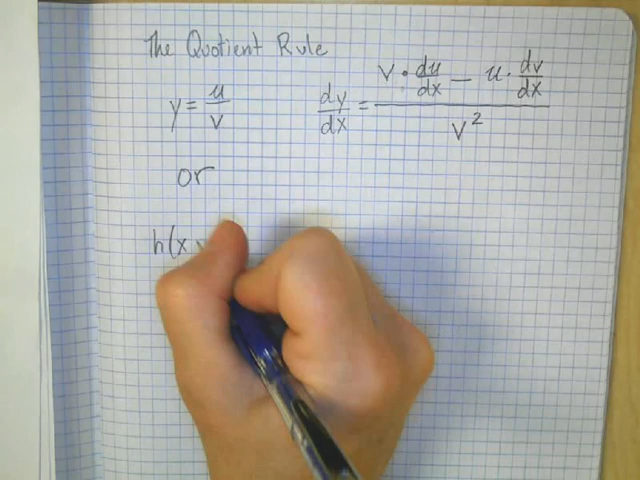 The Quotient Rule
y = u/v    dy/dx = (v · du/dx − u · dv/dx) / v²
or
h(x